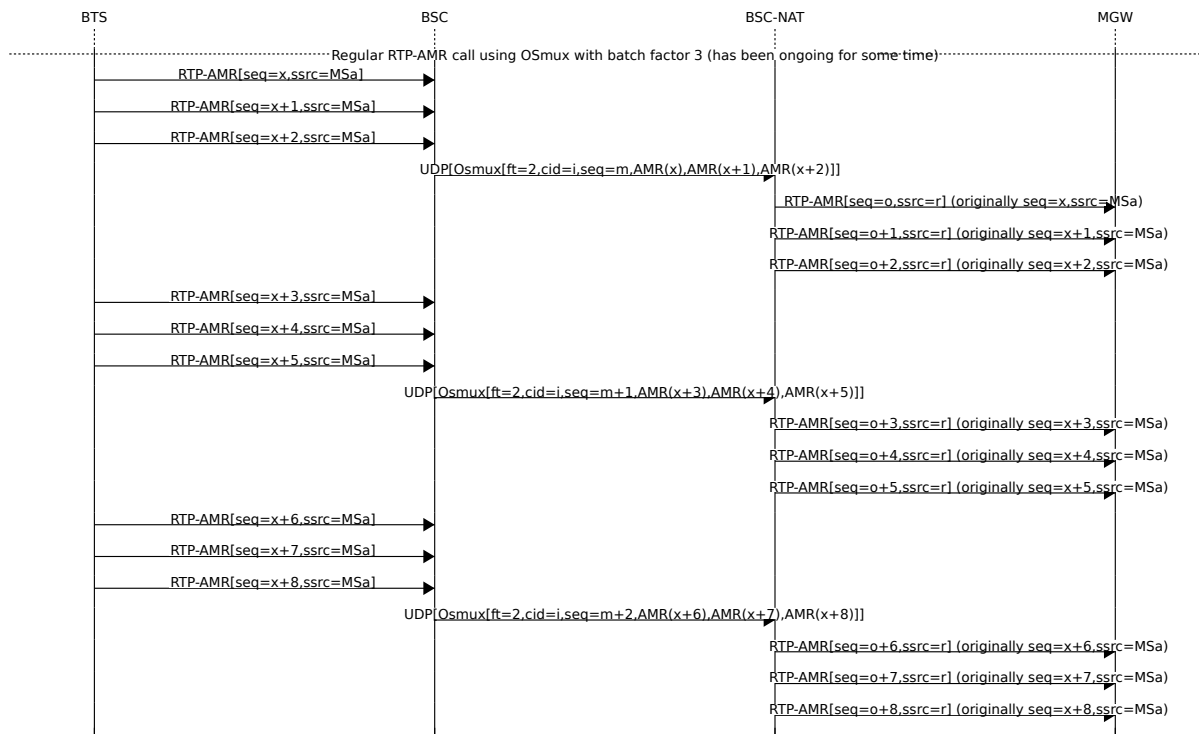 BTS BSC BSC-NAT MGW
Regular RTP-AMR call using OSmux with batch factor 3 (has been ongoing for some time)
RTP-AMR[seq=x,ssrc=MSa]
RTP-AMR[seq=x+1,ssrc=MSa]
RTP-AMR[seq=x+2,ssrc=MSa]
UDP[Osmux[ft=2,cid=i,seq=m,AMR(x),AMR(x+1),AMR(x+2)]]
RTP-AMR[seq=o,ssrc=r] (originally seq=x,ssrc=MSa)
RTP-AMR[seq=o+1,ssrc=r] (originally seq=x+1,ssrc=MSa)
RTP-AMR[seq=o+2,ssrc=r] (originally seq=x+2,ssrc=MSa)
RTP-AMR[seq=x+3,ssrc=MSa]
RTP-AMR[seq=x+4,ssrc=MSa]
RTP-AMR[seq=x+5,ssrc=MSa]
UDP[Osmux[ft=2,cid=i,seq=m+1,AMR(x+3),AMR(x+4),AMR(x+5)]]
RTP-AMR[seq=o+3,ssrc=r] (originally seq=x+3,ssrc=MSa)
RTP-AMR[seq=o+4,ssrc=r] (originally seq=x+4,ssrc=MSa)
RTP-AMR[seq=o+5,ssrc=r] (originally seq=x+5,ssrc=MSa)
RTP-AMR[seq=x+6,ssrc=MSa]
RTP-AMR[seq=x+7,ssrc=MSa]
RTP-AMR[seq=x+8,ssrc=MSa]
UDP[Osmux[ft=2,cid=i,seq=m+2,AMR(x+6),AMR(x+7),AMR(x+8)]]
RTP-AMR[seq=o+6,ssrc=r] (originally seq=x+6,ssrc=MSa)
RTP-AMR[seq=o+7,ssrc=r] (originally seq=x+7,ssrc=MSa)
RTP-AMR[seq=o+8,ssrc=r] (originally seq=x+8,ssrc=MSa)